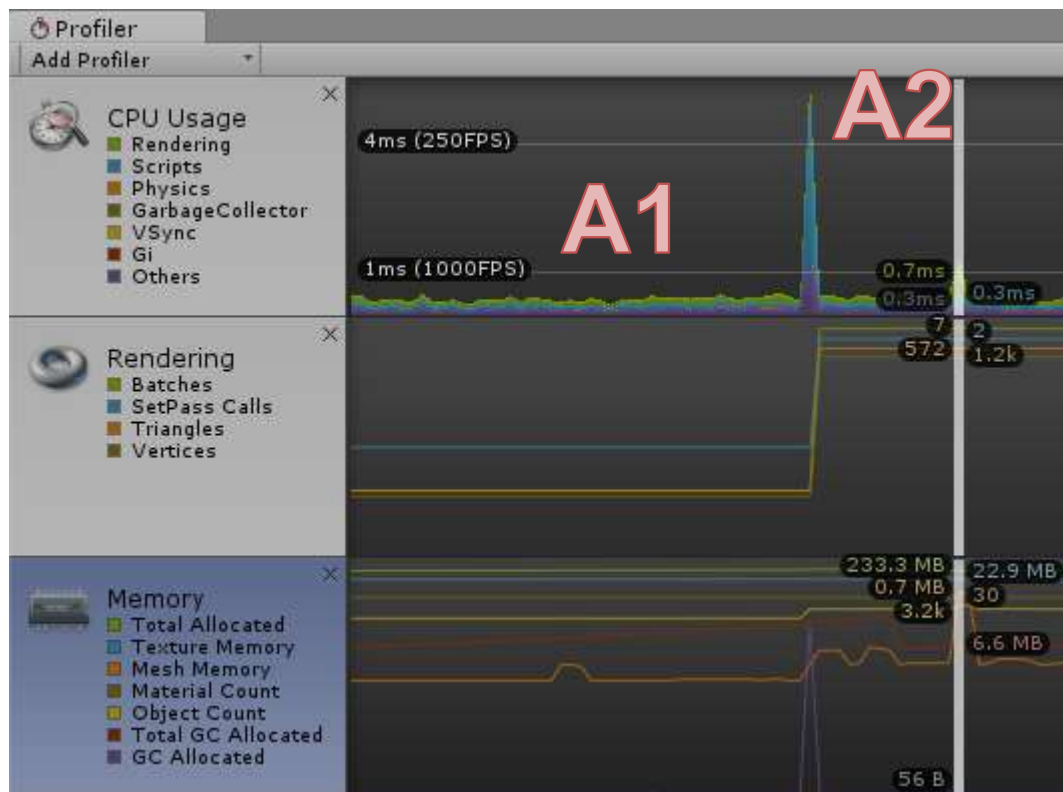 Profiler
Add Profiler
CPU Usage
Rendering
Scripts
Physics
GarbageCollector
VSync
Gi
Others
4ms (250FPS)
A2
A1
1ms (1000FPS)
0.7ms
0.3ms
0.3ms
Rendering
Batches
SetPass Calls
Triangles
Vertices
7
2
572
1.2k
Memory
Total Allocated
Texture Memory
Mesh Memory
Material Count
Object Count
Total GC Allocated
GC Allocated
233.3 MB
22.9 MB
0.7 MB
30
3.2k
6.6 MB
56 B